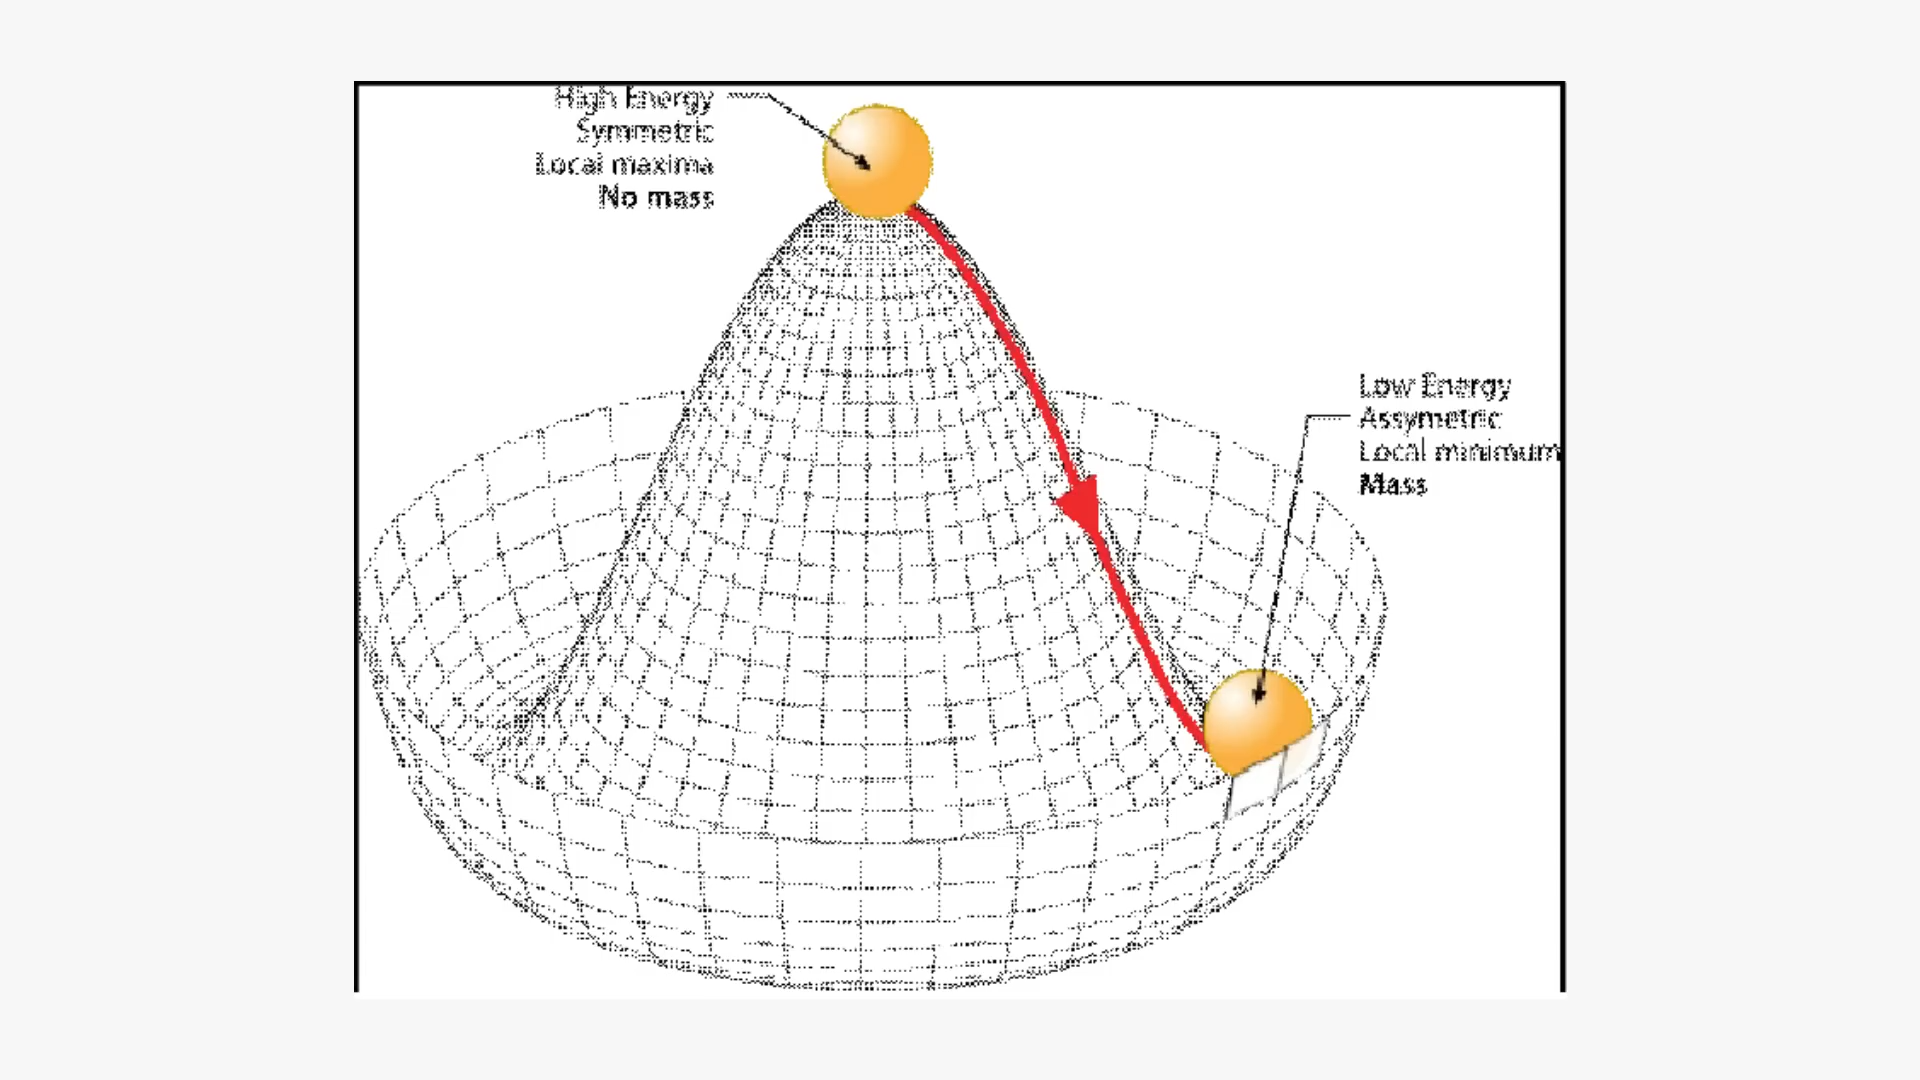 High Energy
Symmetric
Local maxima
No mass
Low Energy
Assymetric
Local minimum
Mass